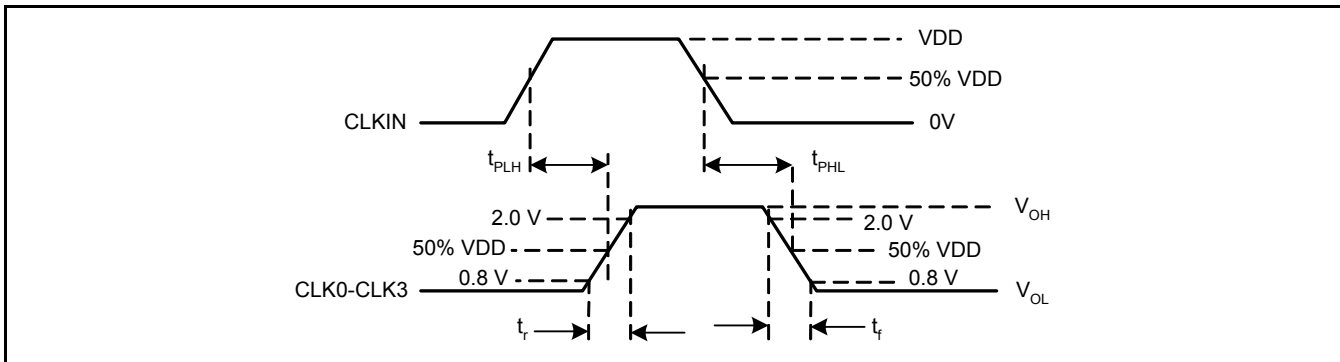 VDD
50% VDD
CLKIN
0V
tPLH
tPHL
2.0 V
VOH
2.0 V
50% VDD
50% VDD
0.8 V
0.8 V
CLK0-CLK3
VOL
tr
tf